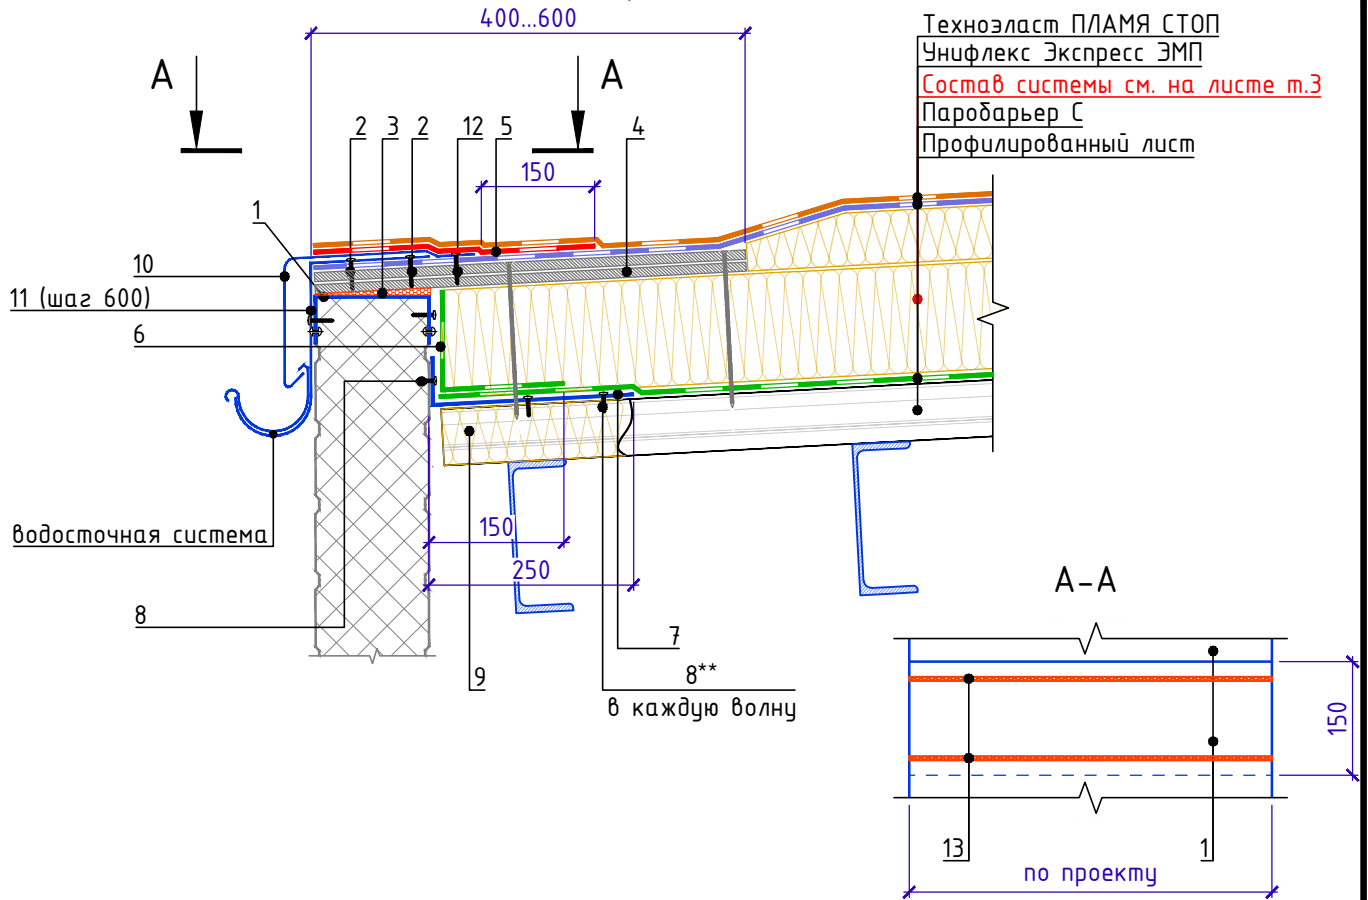 400...600
Техноэласт ПЛАМЯ СТОП
Унифлекс Экспресс ЭМП
Состав системы см. на листе т.3
Паробарьер С
Профилированный лист
А
А
2
3
2
12
5
4
150
1
10
11 (шаг 600)
6
водосточная система
150
250
8
7
9
8**
в каждую волну
А-А
150
13
1
по проекту